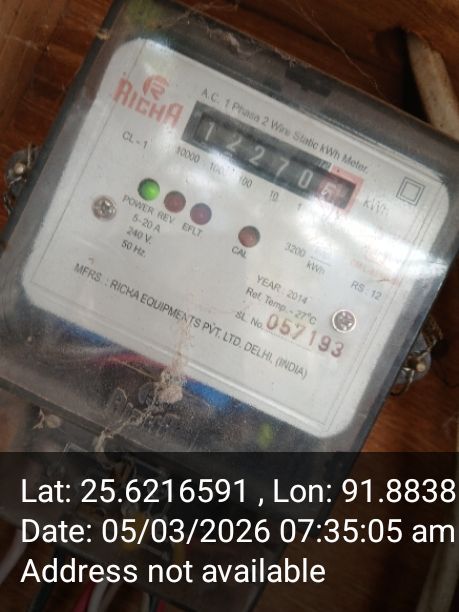 RICHA
A.C. 1 Phase 2 Wire Static kWh Meter.
1 2 2 7 0
kWh
CL-1
10000 100 10 1
POWER REV. EFLT. CAL
3200
kWh
5-20 A
240 V.
50 Hz.
RS-12
YEAR: 2014
Ref. Temp.- 27°C
SL. No. 057193
MFRS. : RICHA EQUIPMENTS PVT. LTD. DELHI, (INDIA)
Lat: 25.6216591 , Lon: 91.8838
Date: 05/03/2026 07:35:05 am
Address not available